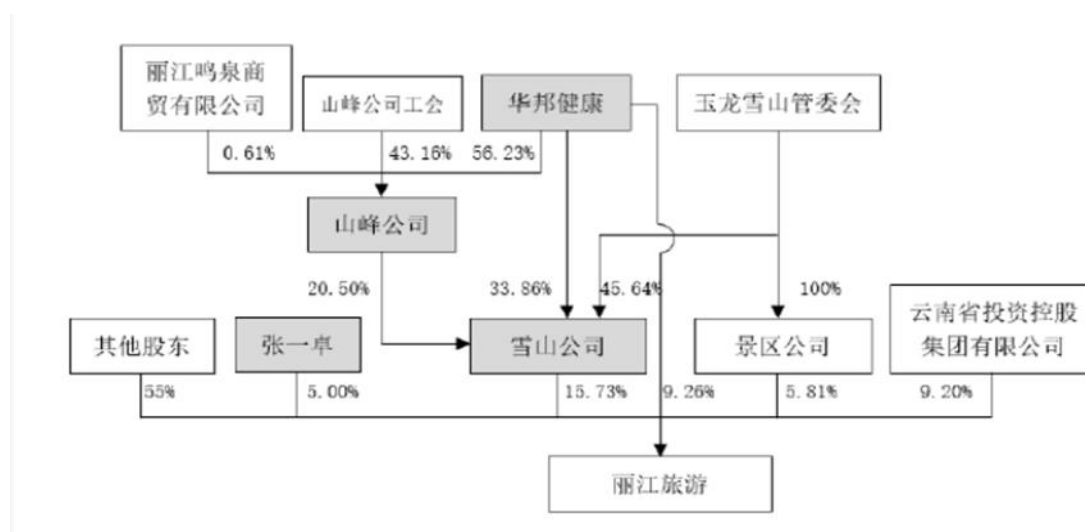 丽江鸣泉商
贸有限公司
山峰公司工会
华邦健康
玉龙雪山管委会
0.61%
43.16%
56.23%
山峰公司
20.50%
33.86%
45.64%
100%
其他股东
张一卓
雪山公司
景区公司
云南省投资控股
集团有限公司
55%
5.00%
15.73%
9.26%
5.81%
9.20%
丽江旅游